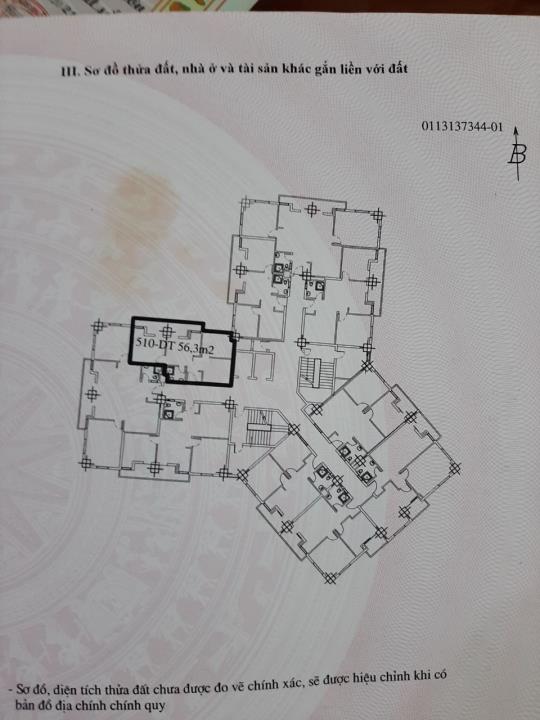 III. Sơ đồ thửa đất, nhà ở và tài sản khác gắn liền với đất
0113137344-01
B
510-DT 56,3m2
- Sơ đồ, diện tích thửa đất chưa được đo vẽ chính xác, sẽ được hiệu chỉnh khi có
bản đồ địa chính chính quy